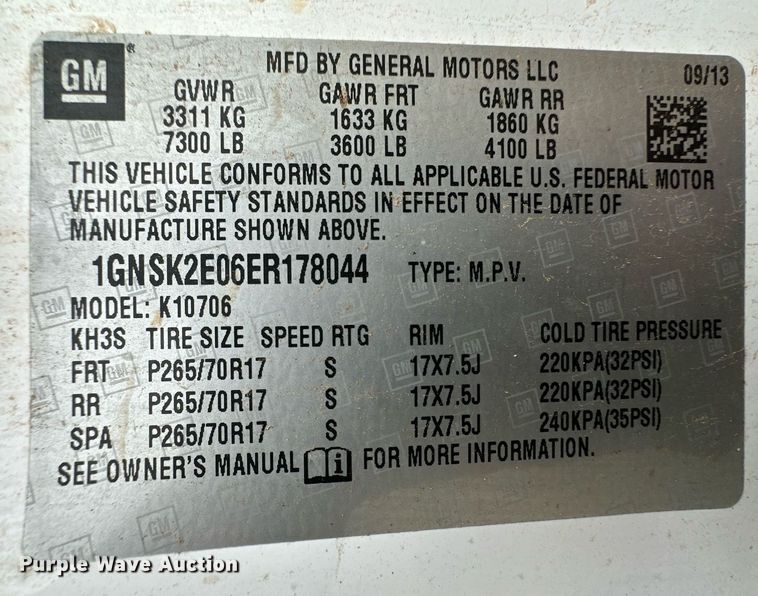 GM ®
MFD BY GENERAL MOTORS LLC 09/13
GVWR GAWR FRT GAWR RR
3311 KG 1633 KG 1860 KG
7300 LB 3600 LB 4100 LB
THIS VEHICLE CONFORMS TO ALL APPLICABLE U.S. FEDERAL MOTOR
VEHICLE SAFETY STANDARDS IN EFFECT ON THE DATE OF
MANUFACTURE SHOWN ABOVE.
1GNSK2E06ER178044 TYPE: M.P.V.
MODEL: K10706
KH3S TIRE SIZE SPEED RTG RIM COLD TIRE PRESSURE
FRT P265/70R17 S 17X7.5J 220KPA(32PSI)
RR P265/70R17 S 17X7.5J 220KPA(32PSI)
SPA P265/70R17 S 17X7.5J 240KPA(35PSI)
SEE OWNER'S MANUAL i FOR MORE INFORMATION.
Purple Wave Auction